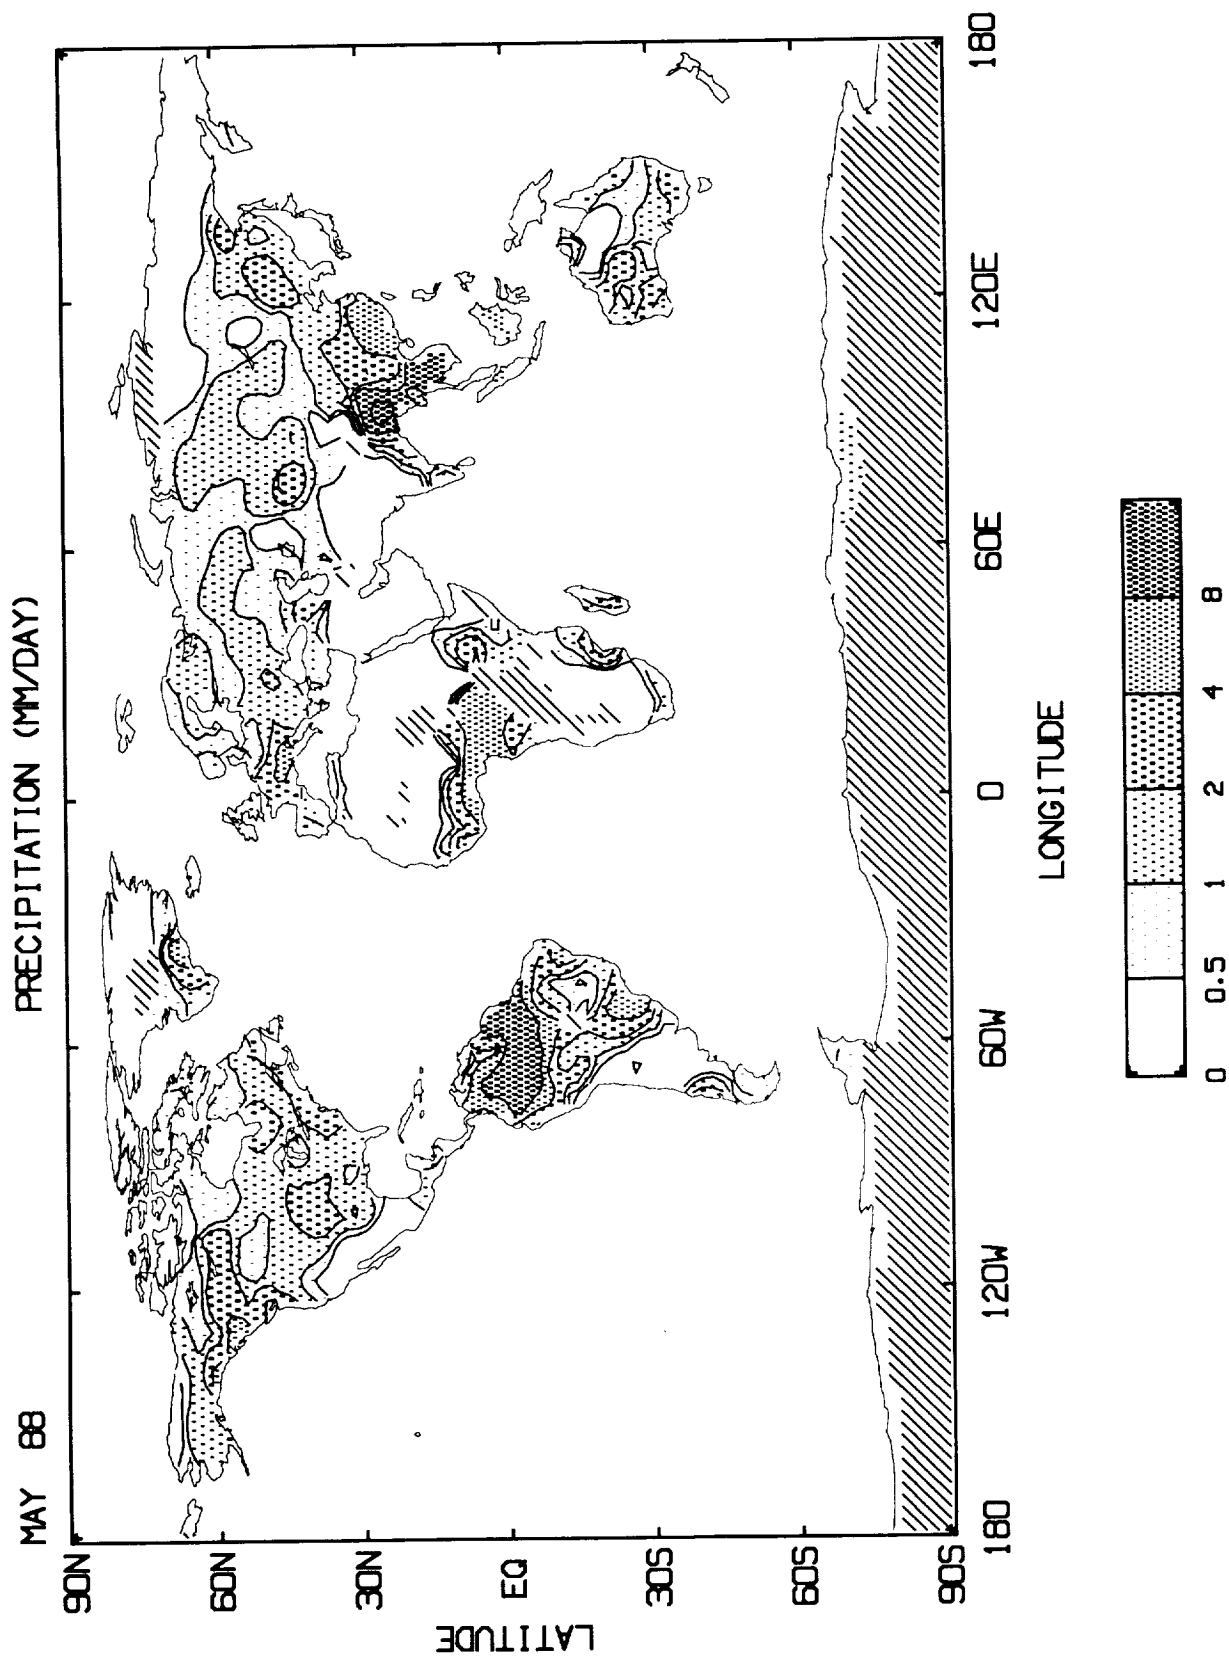 MAY 88 PRECIPITATION (MM/DAY)
90N
60N
30N
EQ
30S
60S
90S
LATITUDE
180 120W 60W 0 60E 120E 180
LONGITUDE
0 0.5 1 2 4 8